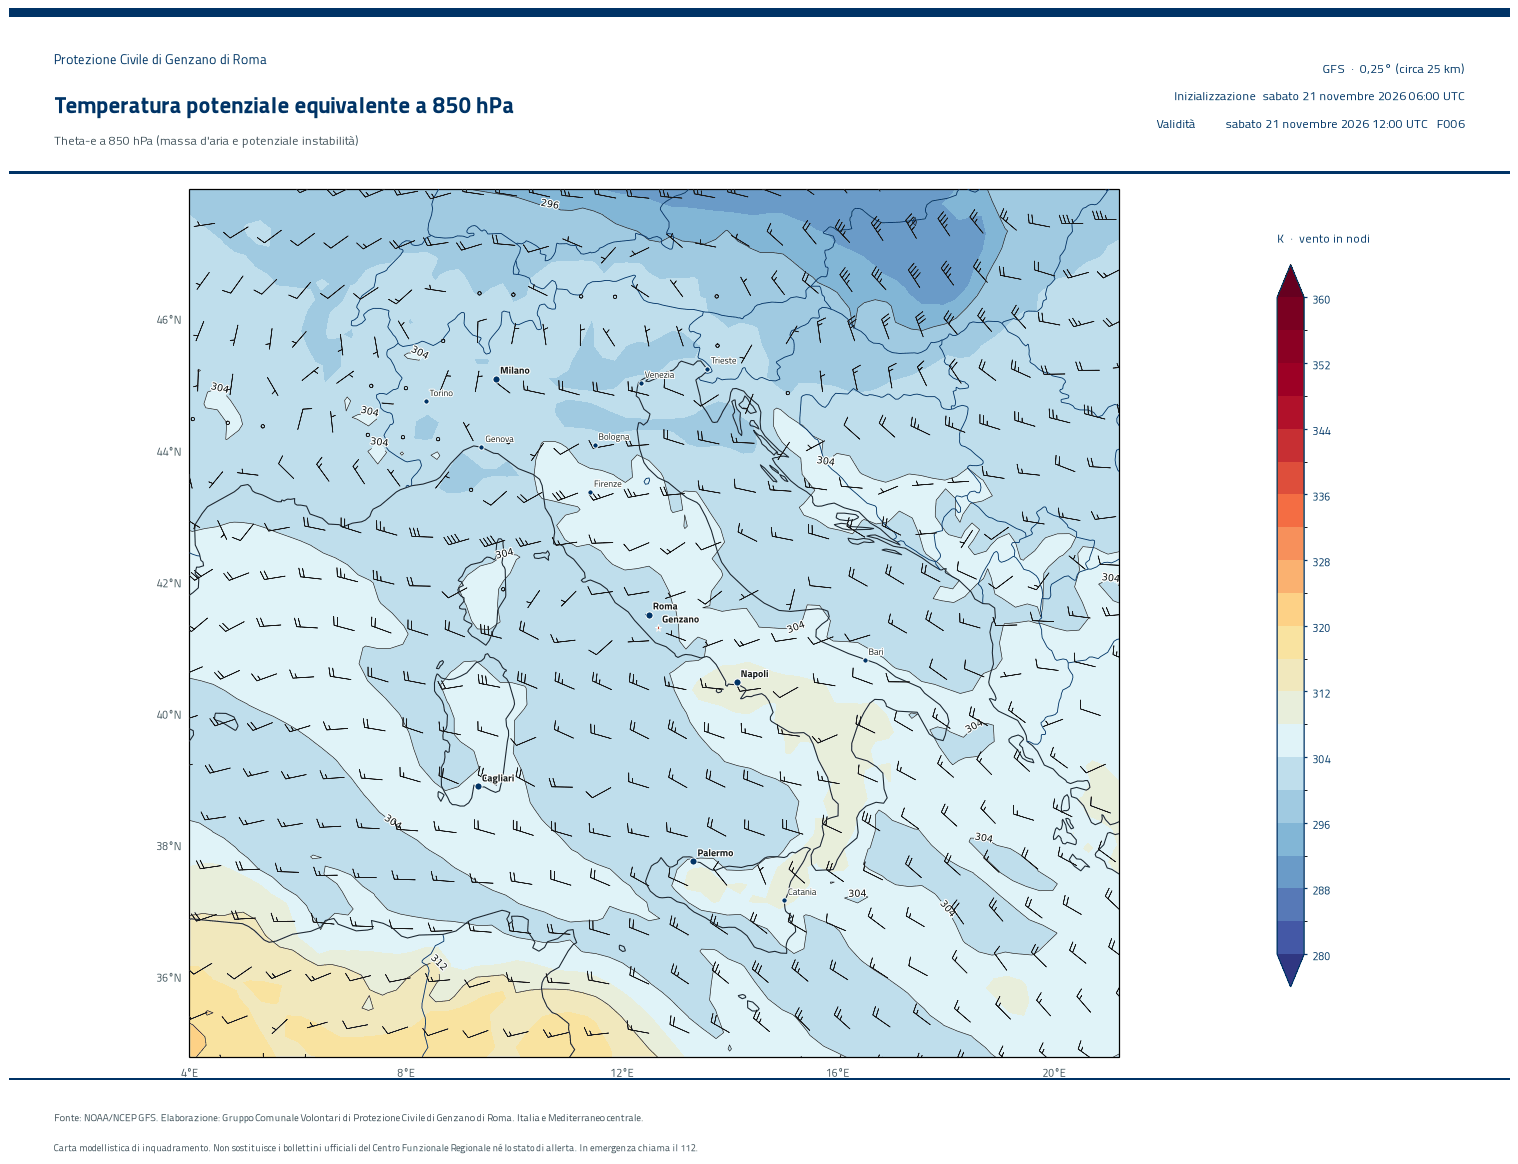 Protezione Civile di Genzano di Roma
Temperatura potenziale equivalente a 850 hPa
Theta-e a 850 hPa (massa d'aria e potenziale instabilità)
GFS · 0,25° (circa 25 km)
Inizializzazione sabato 21 novembre 2026 06:00 UTC
Validità sabato 21 novembre 2026 12:00 UTC F006
K · vento in nodi
360
352
344
336
328
320
312
304
296
288
280
46°N
44°N
42°N
40°N
38°N
36°N
4°E
8°E
12°E
16°E
20°E
296
304
Trieste
Milano
Venezia
304
Torino
304
304
Genova
Bologna
304
Firenze
304
304
304
Roma
Genzano
304
Bari
Napoli
304
Cagliari
304
304
Palermo
Catania
304
304
312
Fonte: NOAA/NCEP GFS. Elaborazione: Gruppo Comunale Volontari di Protezione Civile di Genzano di Roma. Italia e Mediterraneo centrale.
Carta modellistica di inquadramento. Non sostituisce i bollettini ufficiali del Centro Funzionale Regionale né lo stato di allerta. In emergenza chiama il 112.